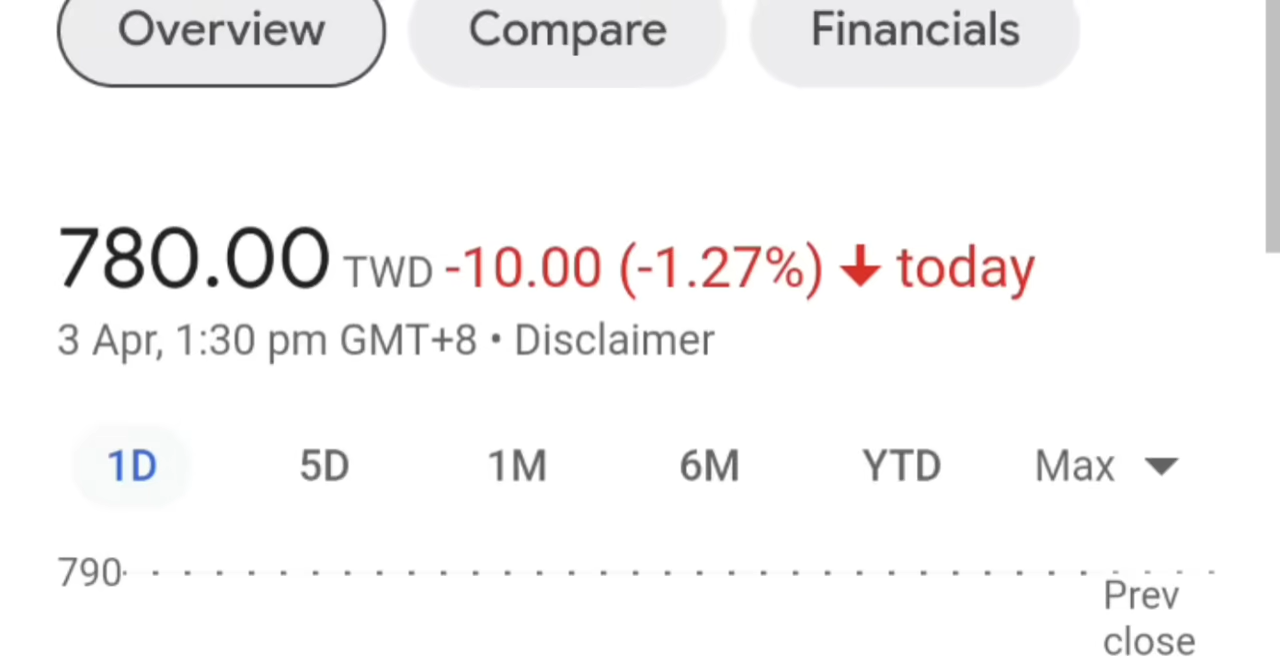 Overview Compare Financials
780.00 TWD -10.00 (-1.27%) ↓ today
3 Apr, 1:30 pm GMT+8 • Disclaimer
1D 5D 1M 6M YTD Max
790
Prev
close